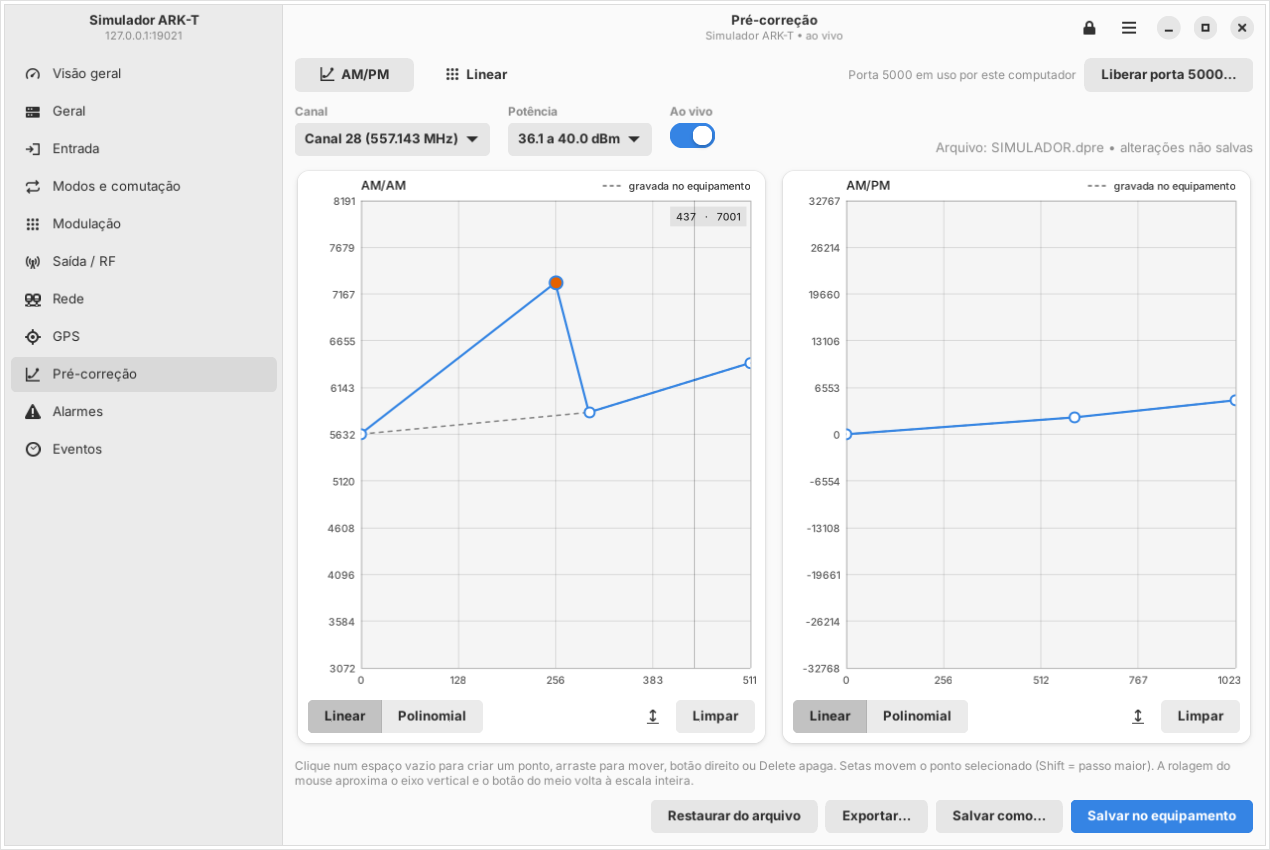 Simulador ARK-T
127.0.0.1:19021
Visão geral
Geral
Entrada
Modos e comutação
Modulação
Saída / RF
Rede
GPS
Pré-correção
Alarmes
Eventos
Pré-correção
Simulador ARK-T • ao vivo
AM/PM
Linear
Porta 5000 em uso por este computador
Liberar porta 5000...
Canal
Potência
Ao vivo
Canal 28 (557.143 MHz)
36.1 a 40.0 dBm
Arquivo: SIMULADOR.dpre • alterações não salvas
AM/AM
gravada no equipamento
437 · 7001
8191
7679
7167
6655
6143
5632
5120
4608
4096
3584
3072
0 128 256 383 511
Linear
Polinomial
Limpar
AM/PM
gravada no equipamento
32767
26214
19660
13106
6553
0
-6554
-13108
-19661
-26214
-32768
0 256 512 767 1023
Linear
Polinomial
Limpar
Clique num espaço vazio para criar um ponto, arraste para mover, botão direito ou Delete apaga. Setas movem o ponto selecionado (Shift = passo maior). A rolagem do
mouse aproxima o eixo vertical e o botão do meio volta à escala inteira.
Restaurar do arquivo
Exportar...
Salvar como...
Salvar no equipamento